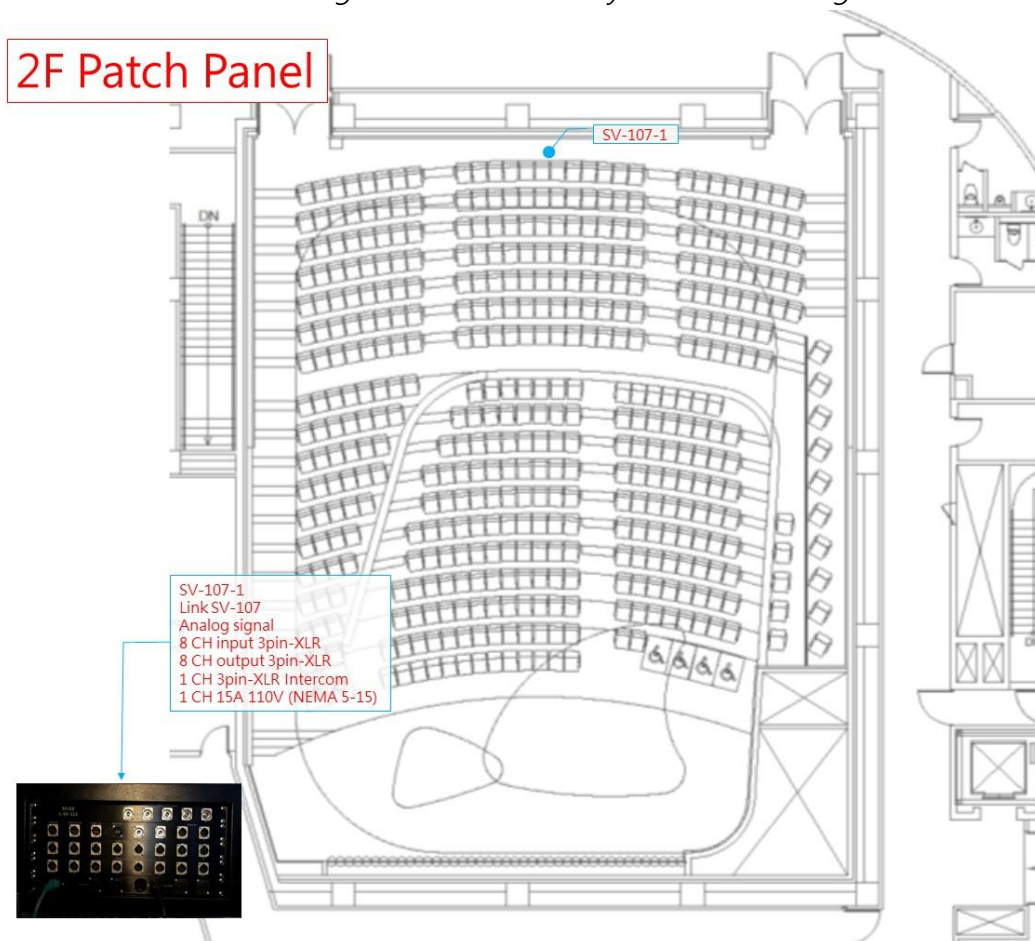 2F Patch Panel
SV-107-1
DN
SV-107-1
Link SV-107
Analog signal
8 CH input 3pin-XLR
8 CH output 3pin-XLR
1 CH 3pin-XLR Intercom
1 CH 15A 110V (NEMA 5-15)